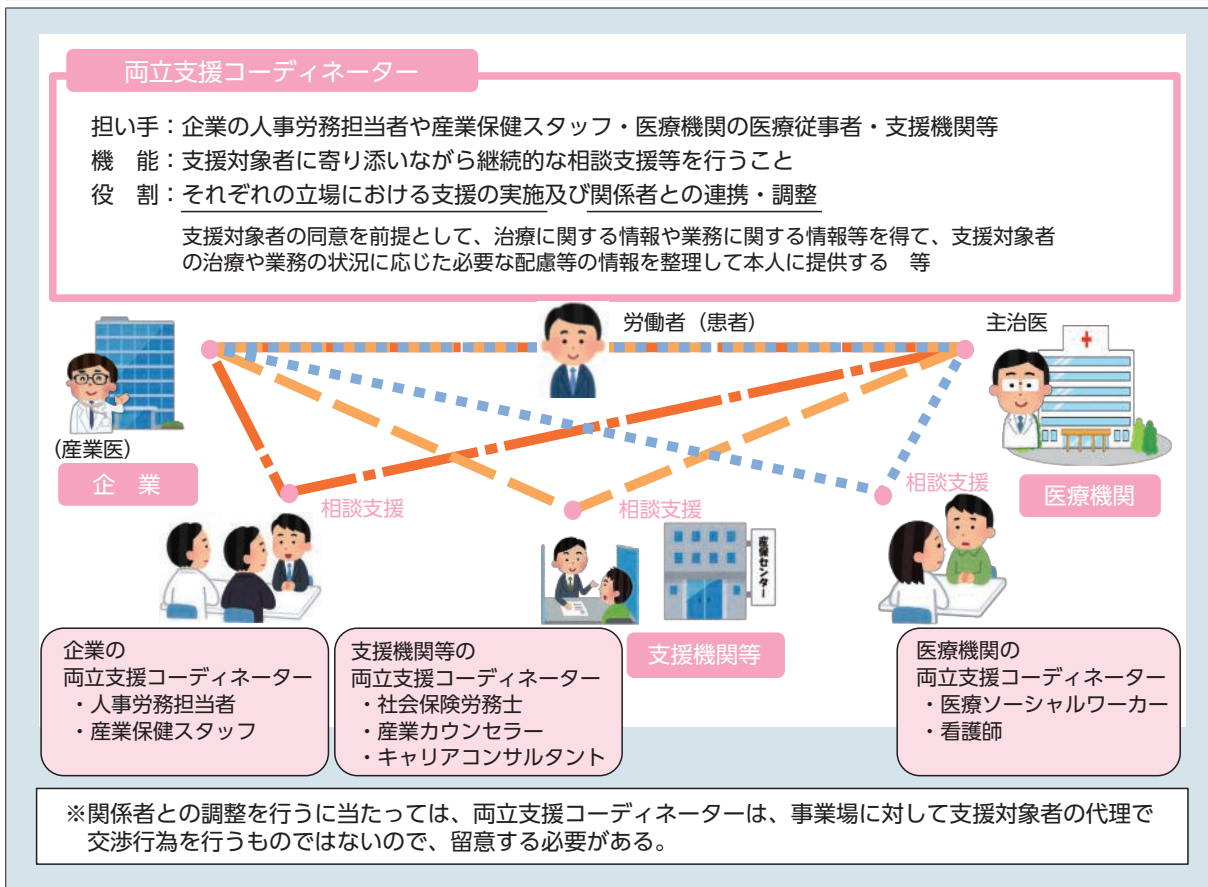 両立支援コーディネーター
担い手：企業の人事労務担当者や産業保健スタッフ・医療機関の医療従事者・支援機関等
機　能：支援対象者に寄り添いながら継続的な相談支援等を行うこと
役　割：それぞれの立場における支援の実施及び関係者との連携・調整
支援対象者の同意を前提として、治療に関する情報や業務に関する情報等を得て、支援対象者
の治療や業務の状況に応じた必要な配慮等の情報を整理して本人に提供する　等
労働者（患者）
主治医
(産業医)
企　業
相談支援
相談支援
相談支援
医療機関
産保センター
支援機関等
企業の
両立支援コーディネーター
・人事労務担当者
・産業保健スタッフ
支援機関等の
両立支援コーディネーター
・社会保険労務士
・産業カウンセラー
・キャリアコンサルタント
医療機関の
両立支援コーディネーター
・医療ソーシャルワーカー
・看護師
※関係者との調整を行うに当たっては、両立支援コーディネーターは、事業場に対して支援対象者の代理で
交渉行為を行うものではないので、留意する必要がある。